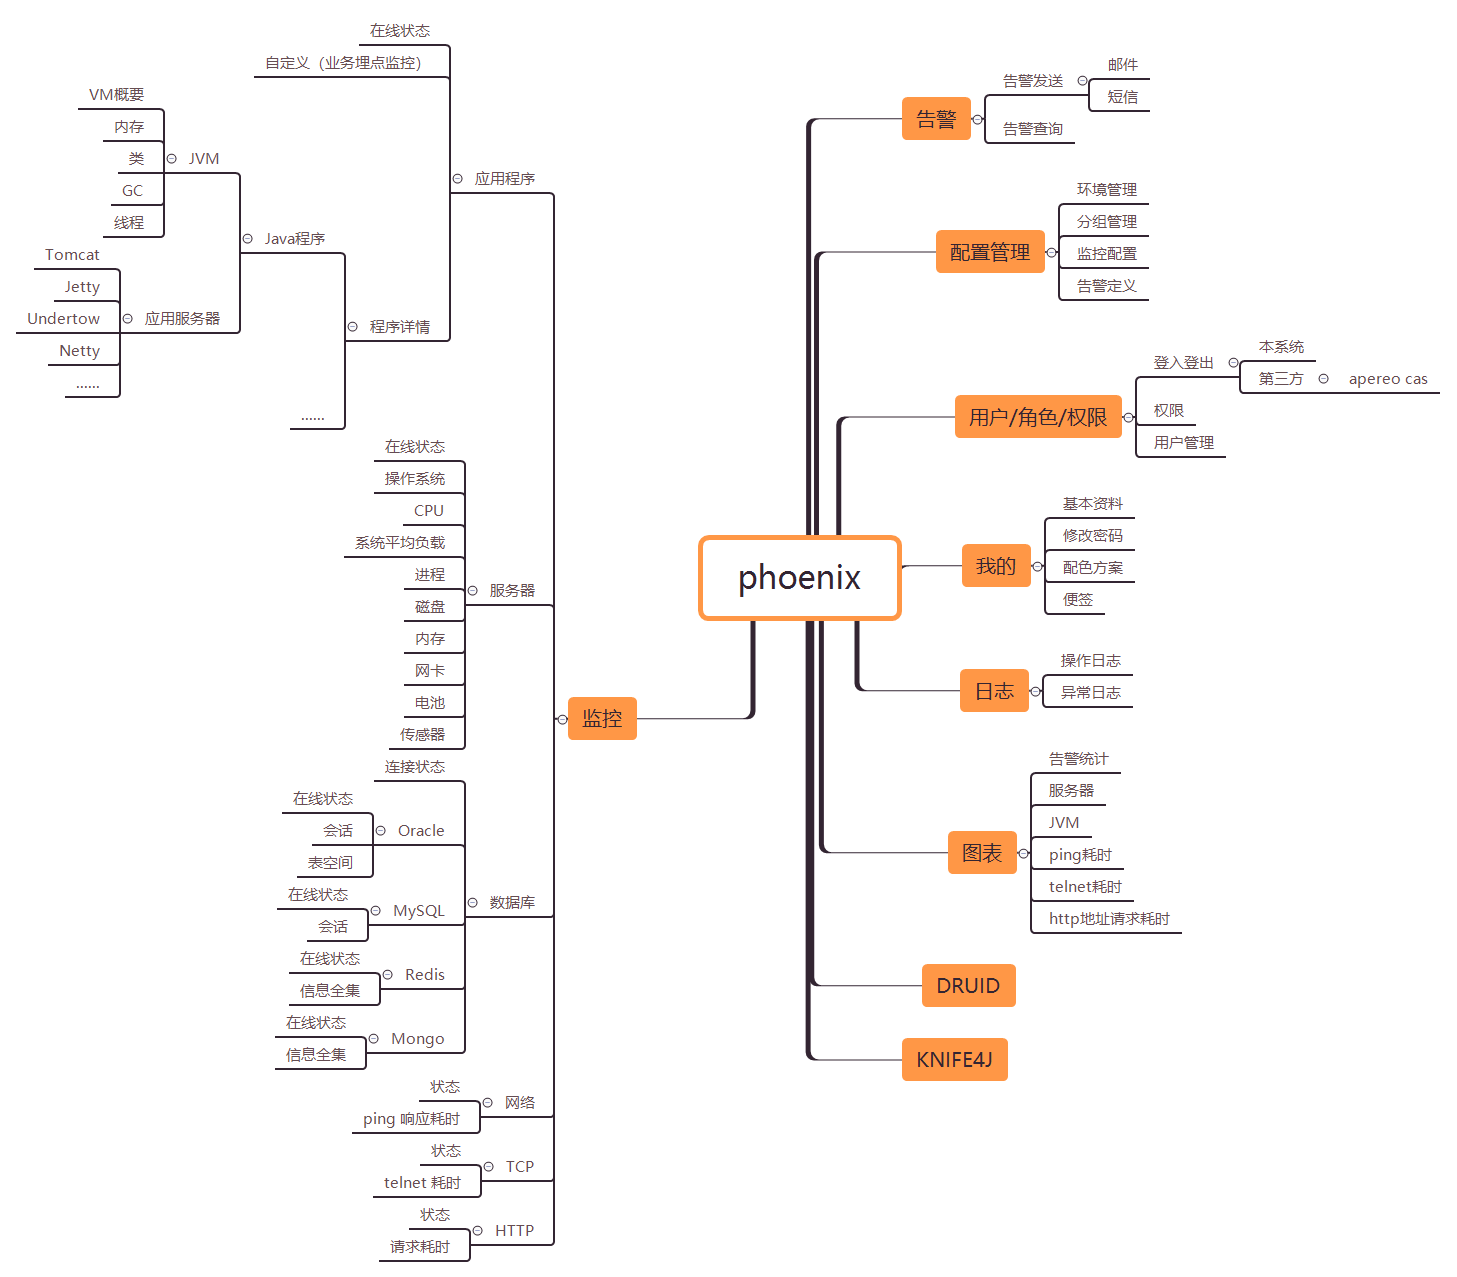 phoenix
告警
告警发送
邮件
短信
告警查询
配置管理
环境管理
分组管理
监控配置
告警定义
用户/角色/权限
登入登出
本系统
第三方
apereo cas
权限
用户管理
我的
基本资料
修改密码
配色方案
便签
日志
操作日志
异常日志
图表
告警统计
服务器
JVM
ping耗时
telnet耗时
http地址请求耗时
DRUID
KNIFE4J
监控
应用程序
在线状态
自定义（业务埋点监控）
程序详情
Java程序
JVM
VM概要
内存
类
GC
线程
应用服务器
Tomcat
Jetty
Undertow
Netty
......
......
服务器
在线状态
操作系统
CPU
系统平均负载
进程
磁盘
内存
网卡
电池
传感器
数据库
连接状态
Oracle
在线状态
会话
表空间
MySQL
在线状态
会话
Redis
在线状态
信息全集
Mongo
在线状态
信息全集
网络
状态
ping 响应耗时
TCP
状态
telnet 耗时
HTTP
状态
请求耗时